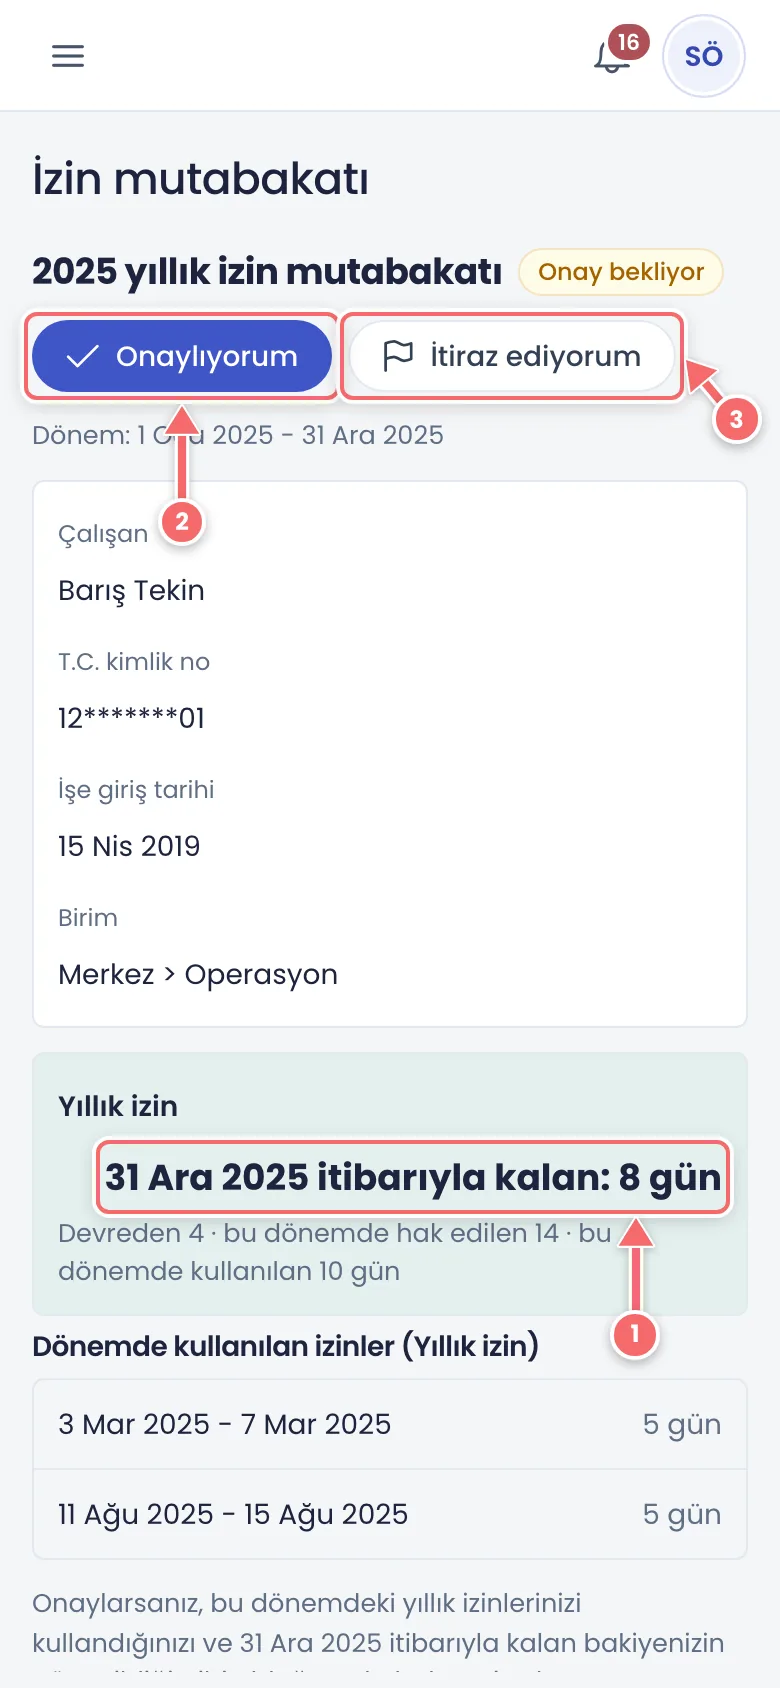 16
SÖ
İzin mutabakatı
2025 yıllık izin mutabakatı
Onay bekliyor
Onaylıyorum
İtiraz ediyorum
3
Dönem: 1 2025 - 31 Ara 2025
2
Çalışan
Barış Tekin
T.C. kimlik no
12*******01
İşe giriş tarihi
15 Nis 2019
Birim
Merkez > Operasyon
Yıllık izin
31 Ara 2025 itibarıyla kalan: 8 gün
Devreden 4 · bu dönemde hak edilen 14 · bu
dönemde kullanılan 10 gün
1
Dönemde kullanılan izinler (Yıllık izin)
3 Mar 2025 - 7 Mar 2025
5 gün
11 Ağu 2025 - 15 Ağu 2025
5 gün
Onaylarsanız, bu dönemdeki yıllık izinlerinizi
kullandığınızı ve 31 Ara 2025 itibarıyla kalan bakiyenizin